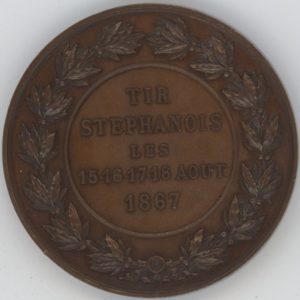 TIR
STEPHANOIS
LES
15·16·17·18 AOUT
1867